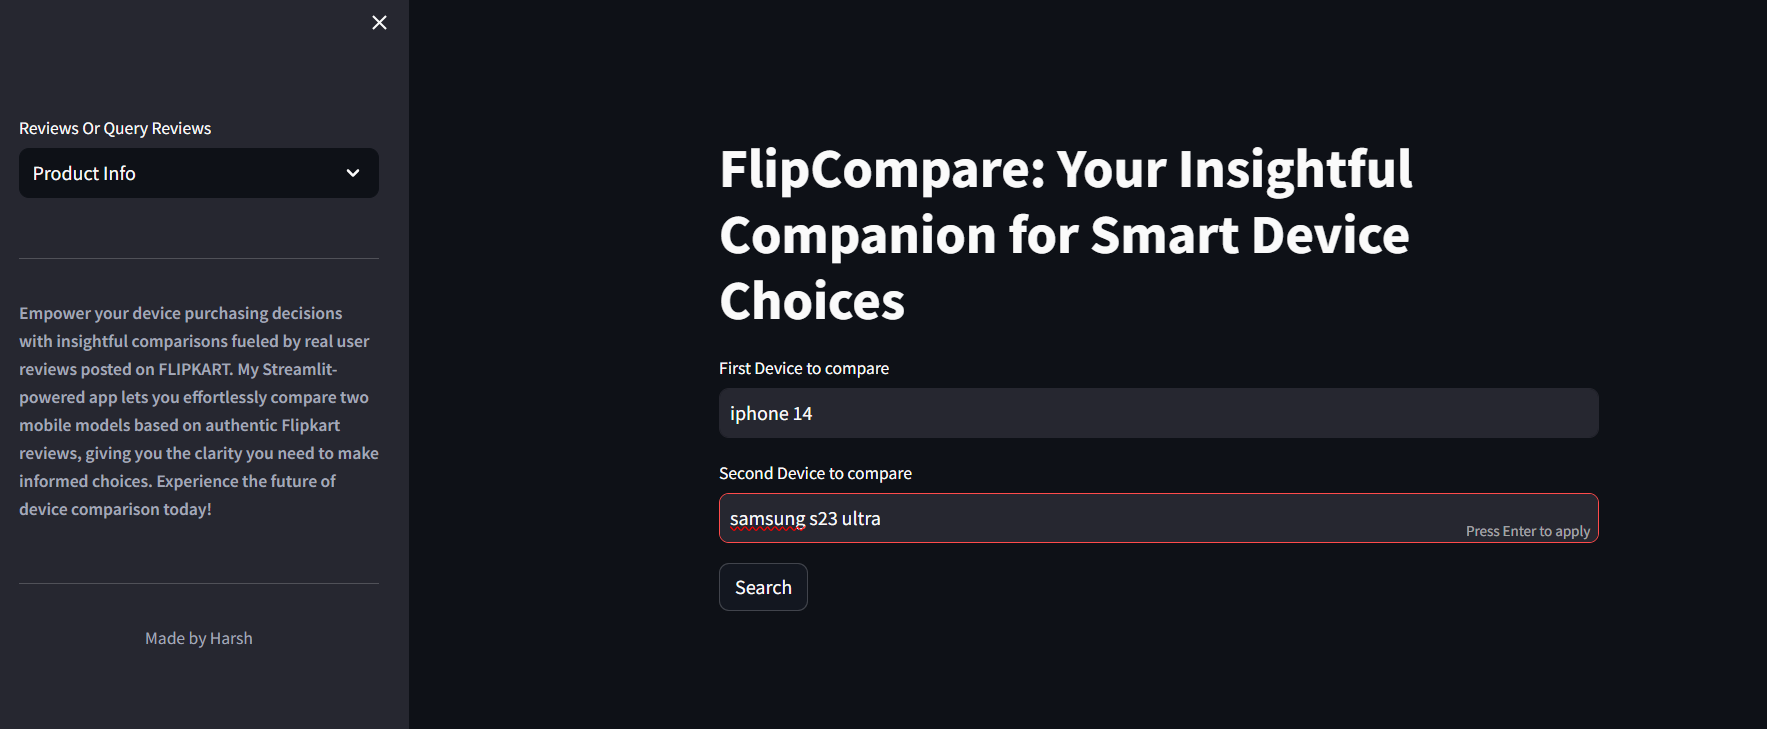 Reviews Or Query Reviews
Product Info
Empower your device purchasing decisions
with insightful comparisons fueled by real user
reviews posted on FLIPKART. My Streamlit-
powered app lets you effortlessly compare two
mobile models based on authentic Flipkart
reviews, giving you the clarity you need to make
informed choices. Experience the future of
device comparison today!
Made by Harsh
FlipCompare: Your Insightful
Companion for Smart Device
Choices
First Device to compare
iphone 14
Second Device to compare
samsung s23 ultra
Press Enter to apply
Search